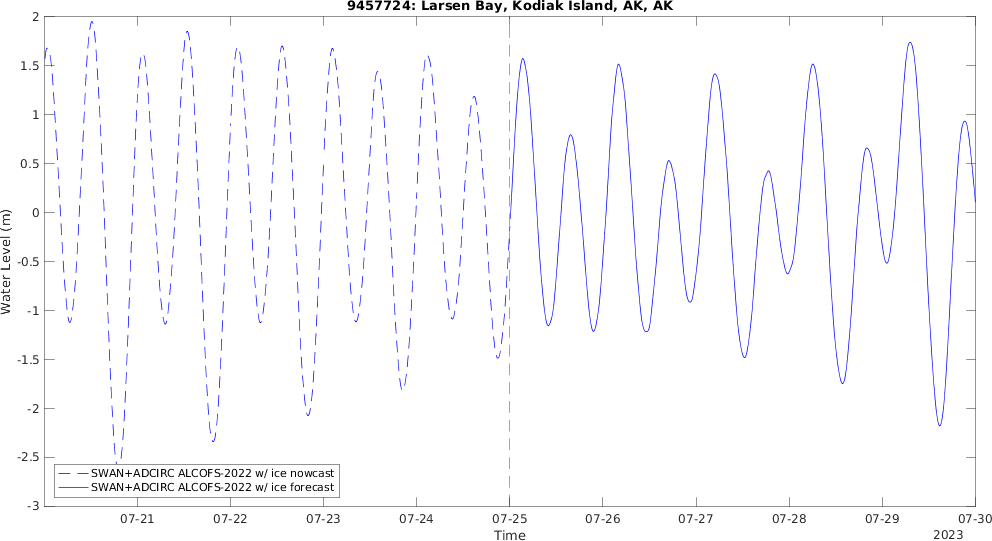 9457724: Larsen Bay, Kodiak Island, AK, AK
2
1.5
1
0.5
0
-0.5
-1
-1.5
-2
-2.5
-3
Water Level (m)
SWAN+ADCIRC ALCOFS-2022 w/ ice nowcast
SWAN+ADCIRC ALCOFS-2022 w/ ice forecast
07-21 07-22 07-23 07-24 07-25 07-26 07-27 07-28 07-29 07-30
Time
2023